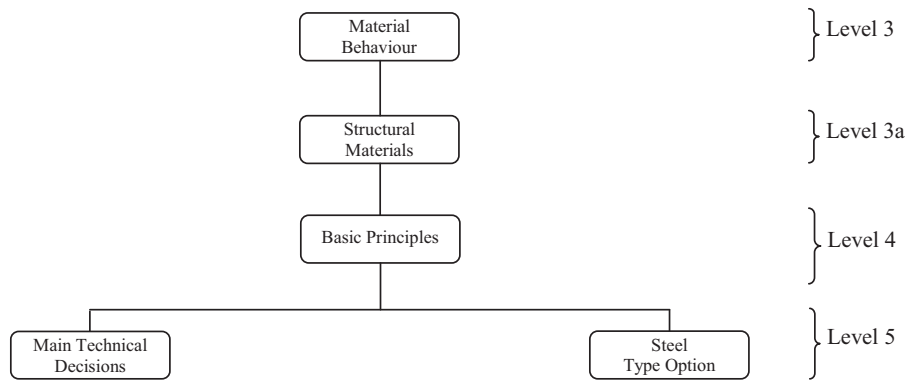 Material
Behaviour
Level 3
Structural
Materials
Level 3a
Basic Principles
Level 4
Main Technical
Decisions
Steel
Type Option
Level 5